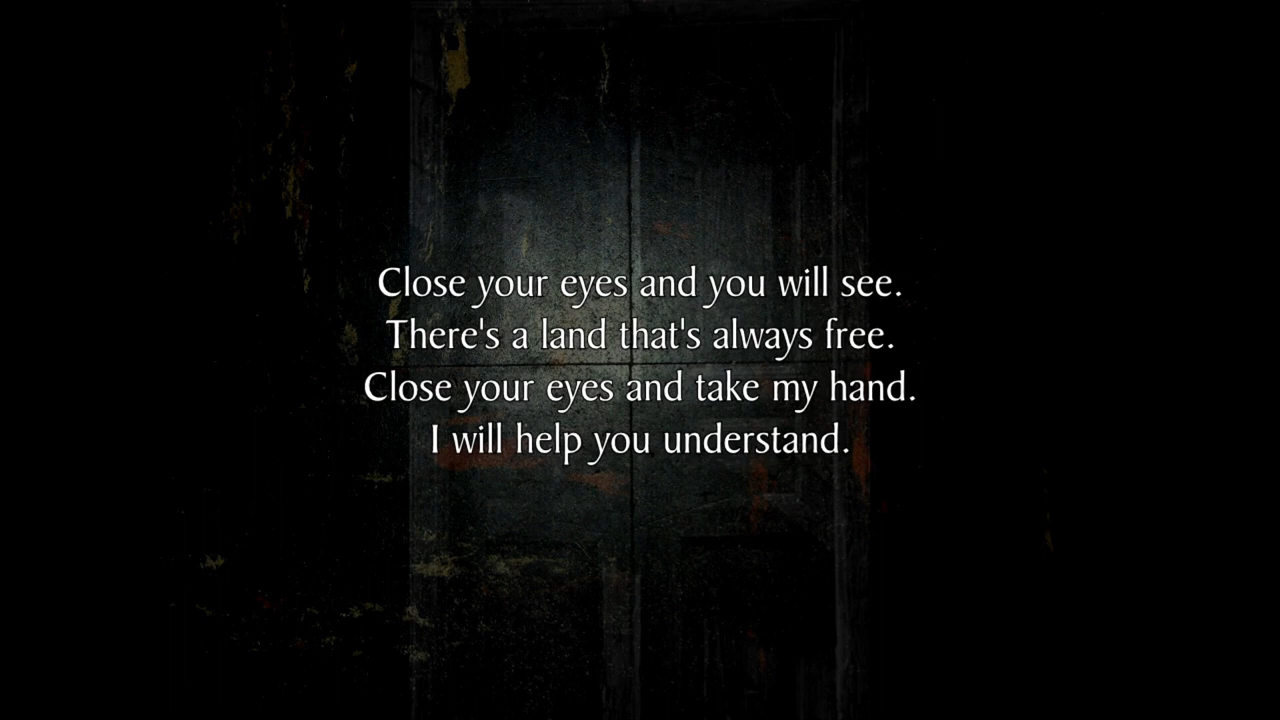 Close your eyes and you will see.
There's a land that's always free.
Close your eyes and take my hand.
I will help you understand.